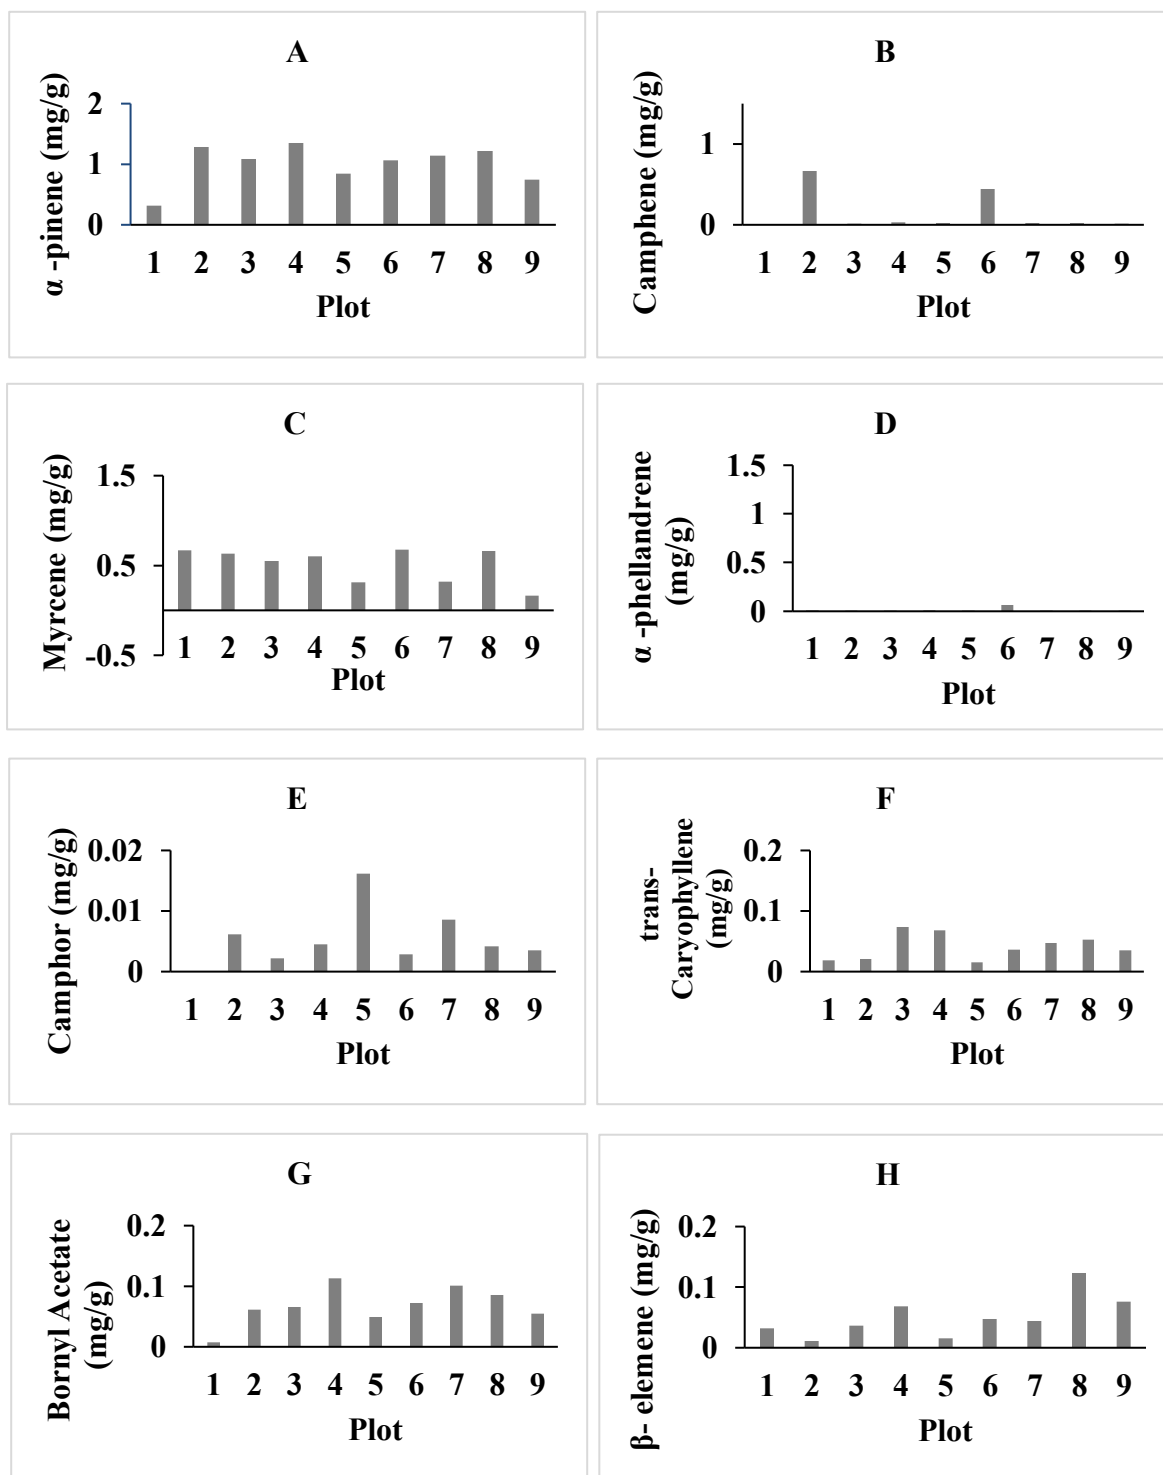 A
α -pinene (mg/g)
2
1
0
1 2 3 4 5 6 7 8 9
Plot
B
Camphene (mg/g)
1
0
1 2 3 4 5 6 7 8 9
Plot
C
Myrcene (mg/g)
1.5
0.5
-0.5
1 2 3 4 5 6 7 8 9
Plot
D
α -phellandrene
(mg/g)
1.5
1
0.5
0
1 2 3 4 5 6 7 8 9
Plot
E
Camphor (mg/g)
0.02
0.01
0
1 2 3 4 5 6 7 8 9
Plot
F
trans-
Caryophyllene
(mg/g)
0.2
0.1
0
1 2 3 4 5 6 7 8 9
Plot
G
Bornyl Acetate
(mg/g)
0.2
0.1
0
1 2 3 4 5 6 7 8 9
Plot
H
β- elemene (mg/g)
0.2
0.1
0
1 2 3 4 5 6 7 8 9
Plot